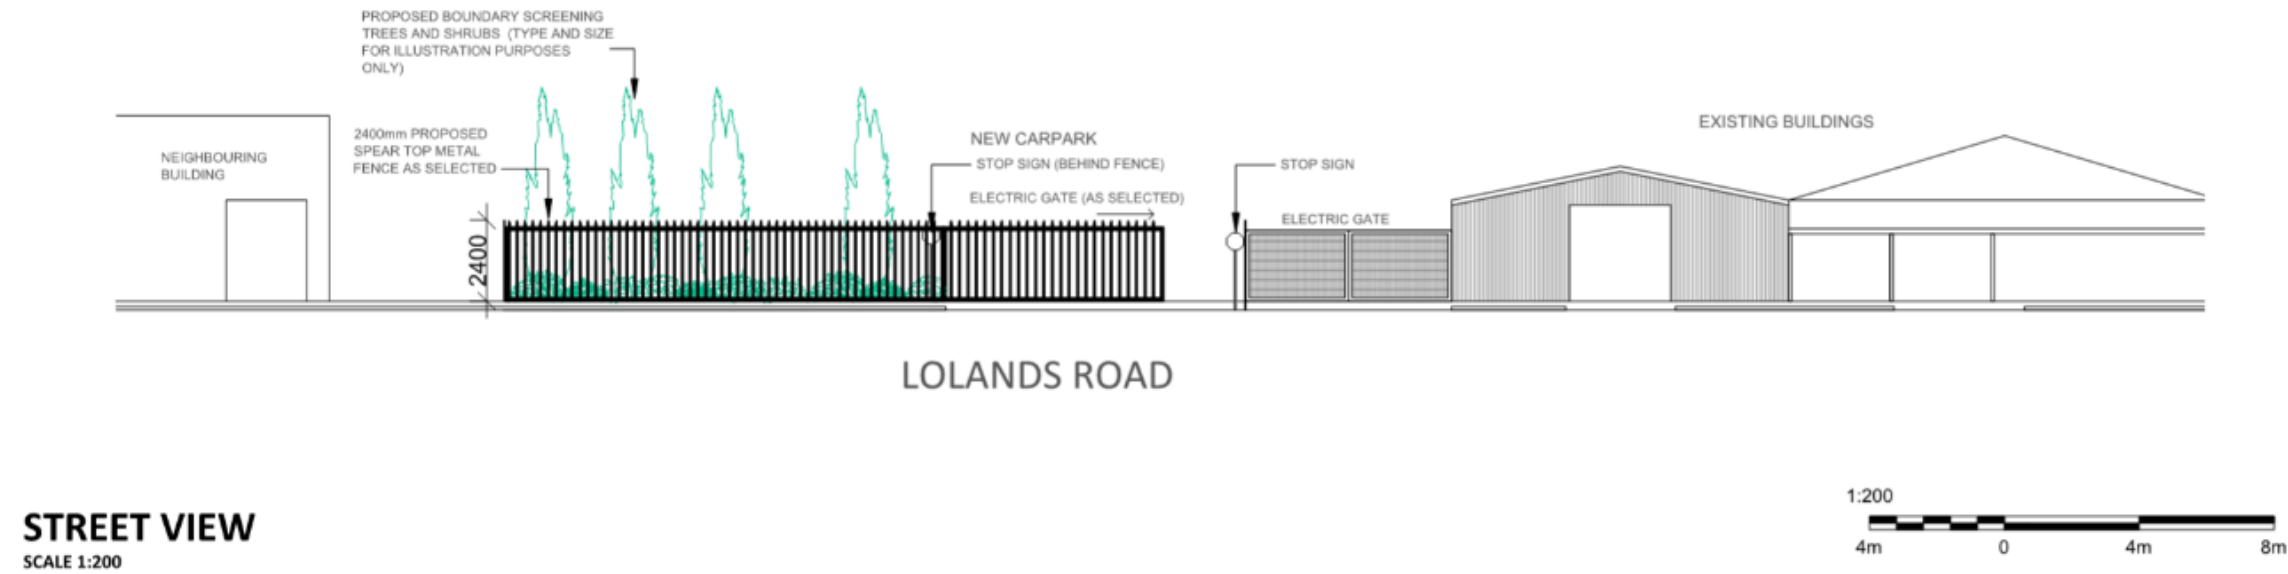 PROPOSED BOUNDARY SCREENING
TREES AND SHRUBS (TYPE AND SIZE
FOR ILLUSTRATION PURPOSES
ONLY)
2400mm PROPOSED
SPEAR TOP METAL
FENCE AS SELECTED
NEIGHBOURING
BUILDING
2400
NEW CARPARK
STOP SIGN (BEHIND FENCE)
ELECTRIC GATE (AS SELECTED)
STOP SIGN
ELECTRIC GATE
EXISTING BUILDINGS
LOLANDS ROAD
STREET VIEW
SCALE 1:200
1:200
4m 0 4m 8m